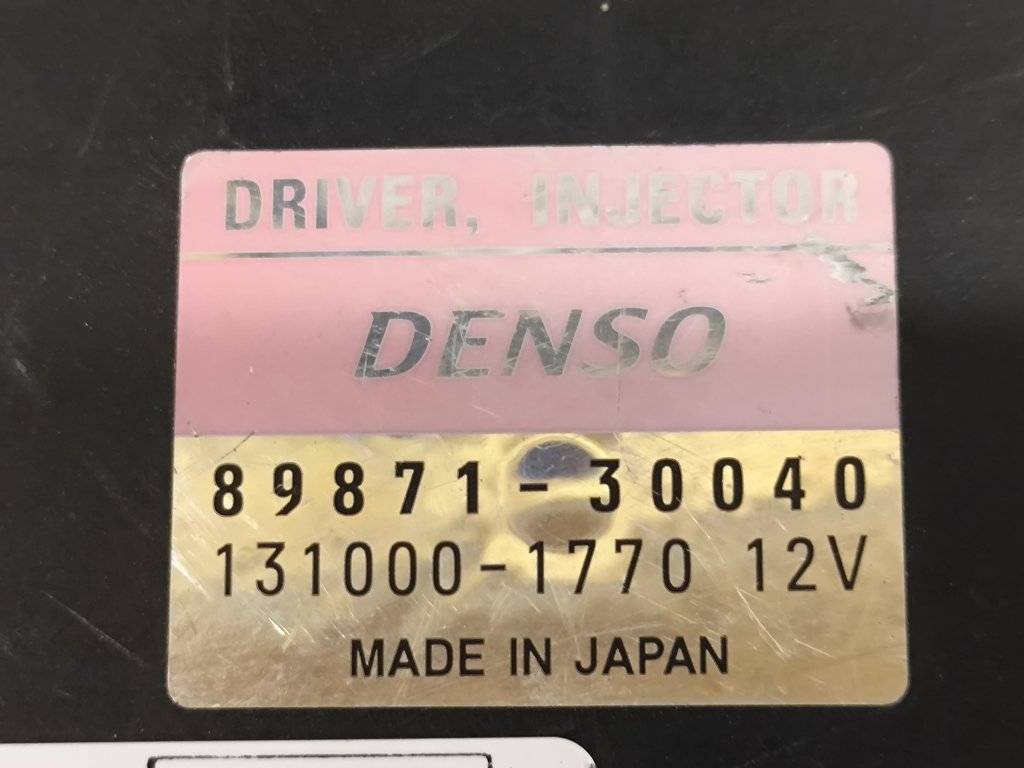 DRIVER, INJECTOR
DENSO
89871-30040
131000-1770 12V
MADE IN JAPAN